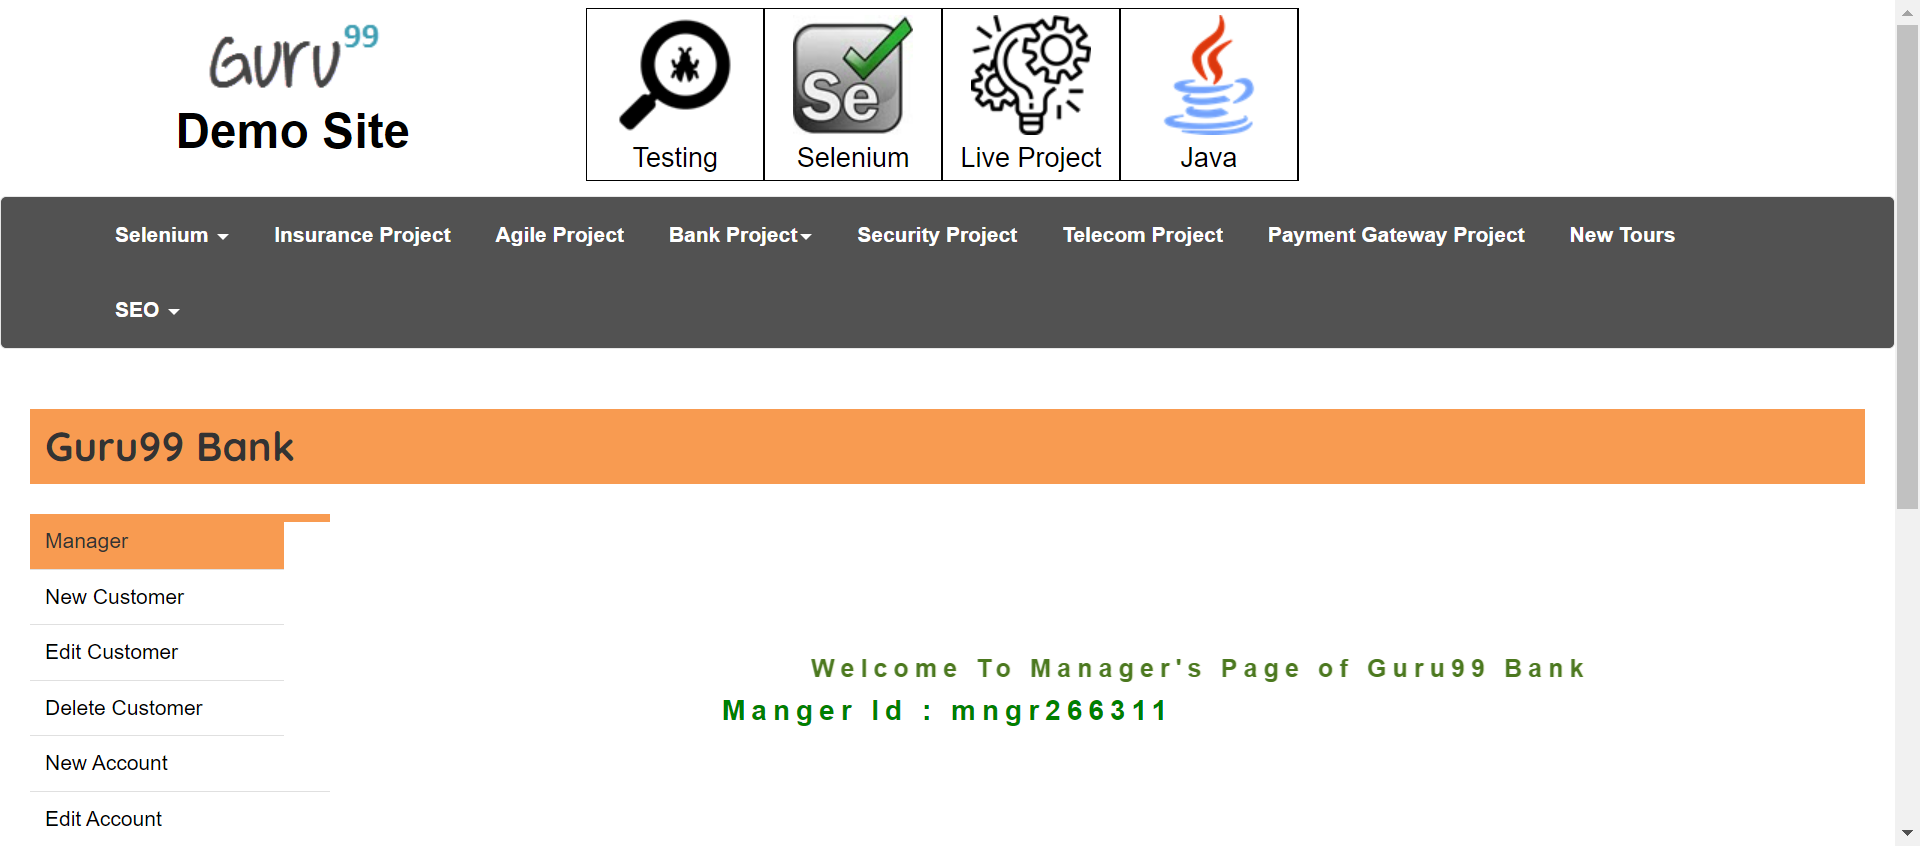 Guru99
Demo Site
Se
Testing Selenium Live Project Java
Selenium Insurance Project Agile Project Bank Project Security Project Telecom Project Payment Gateway Project New Tours
SEO
Guru99 Bank
Manager
New Customer
Edit Customer
Delete Customer
New Account
Edit Account
Welcome To Manager's Page of Guru99 Bank
Manger Id : mngr266311